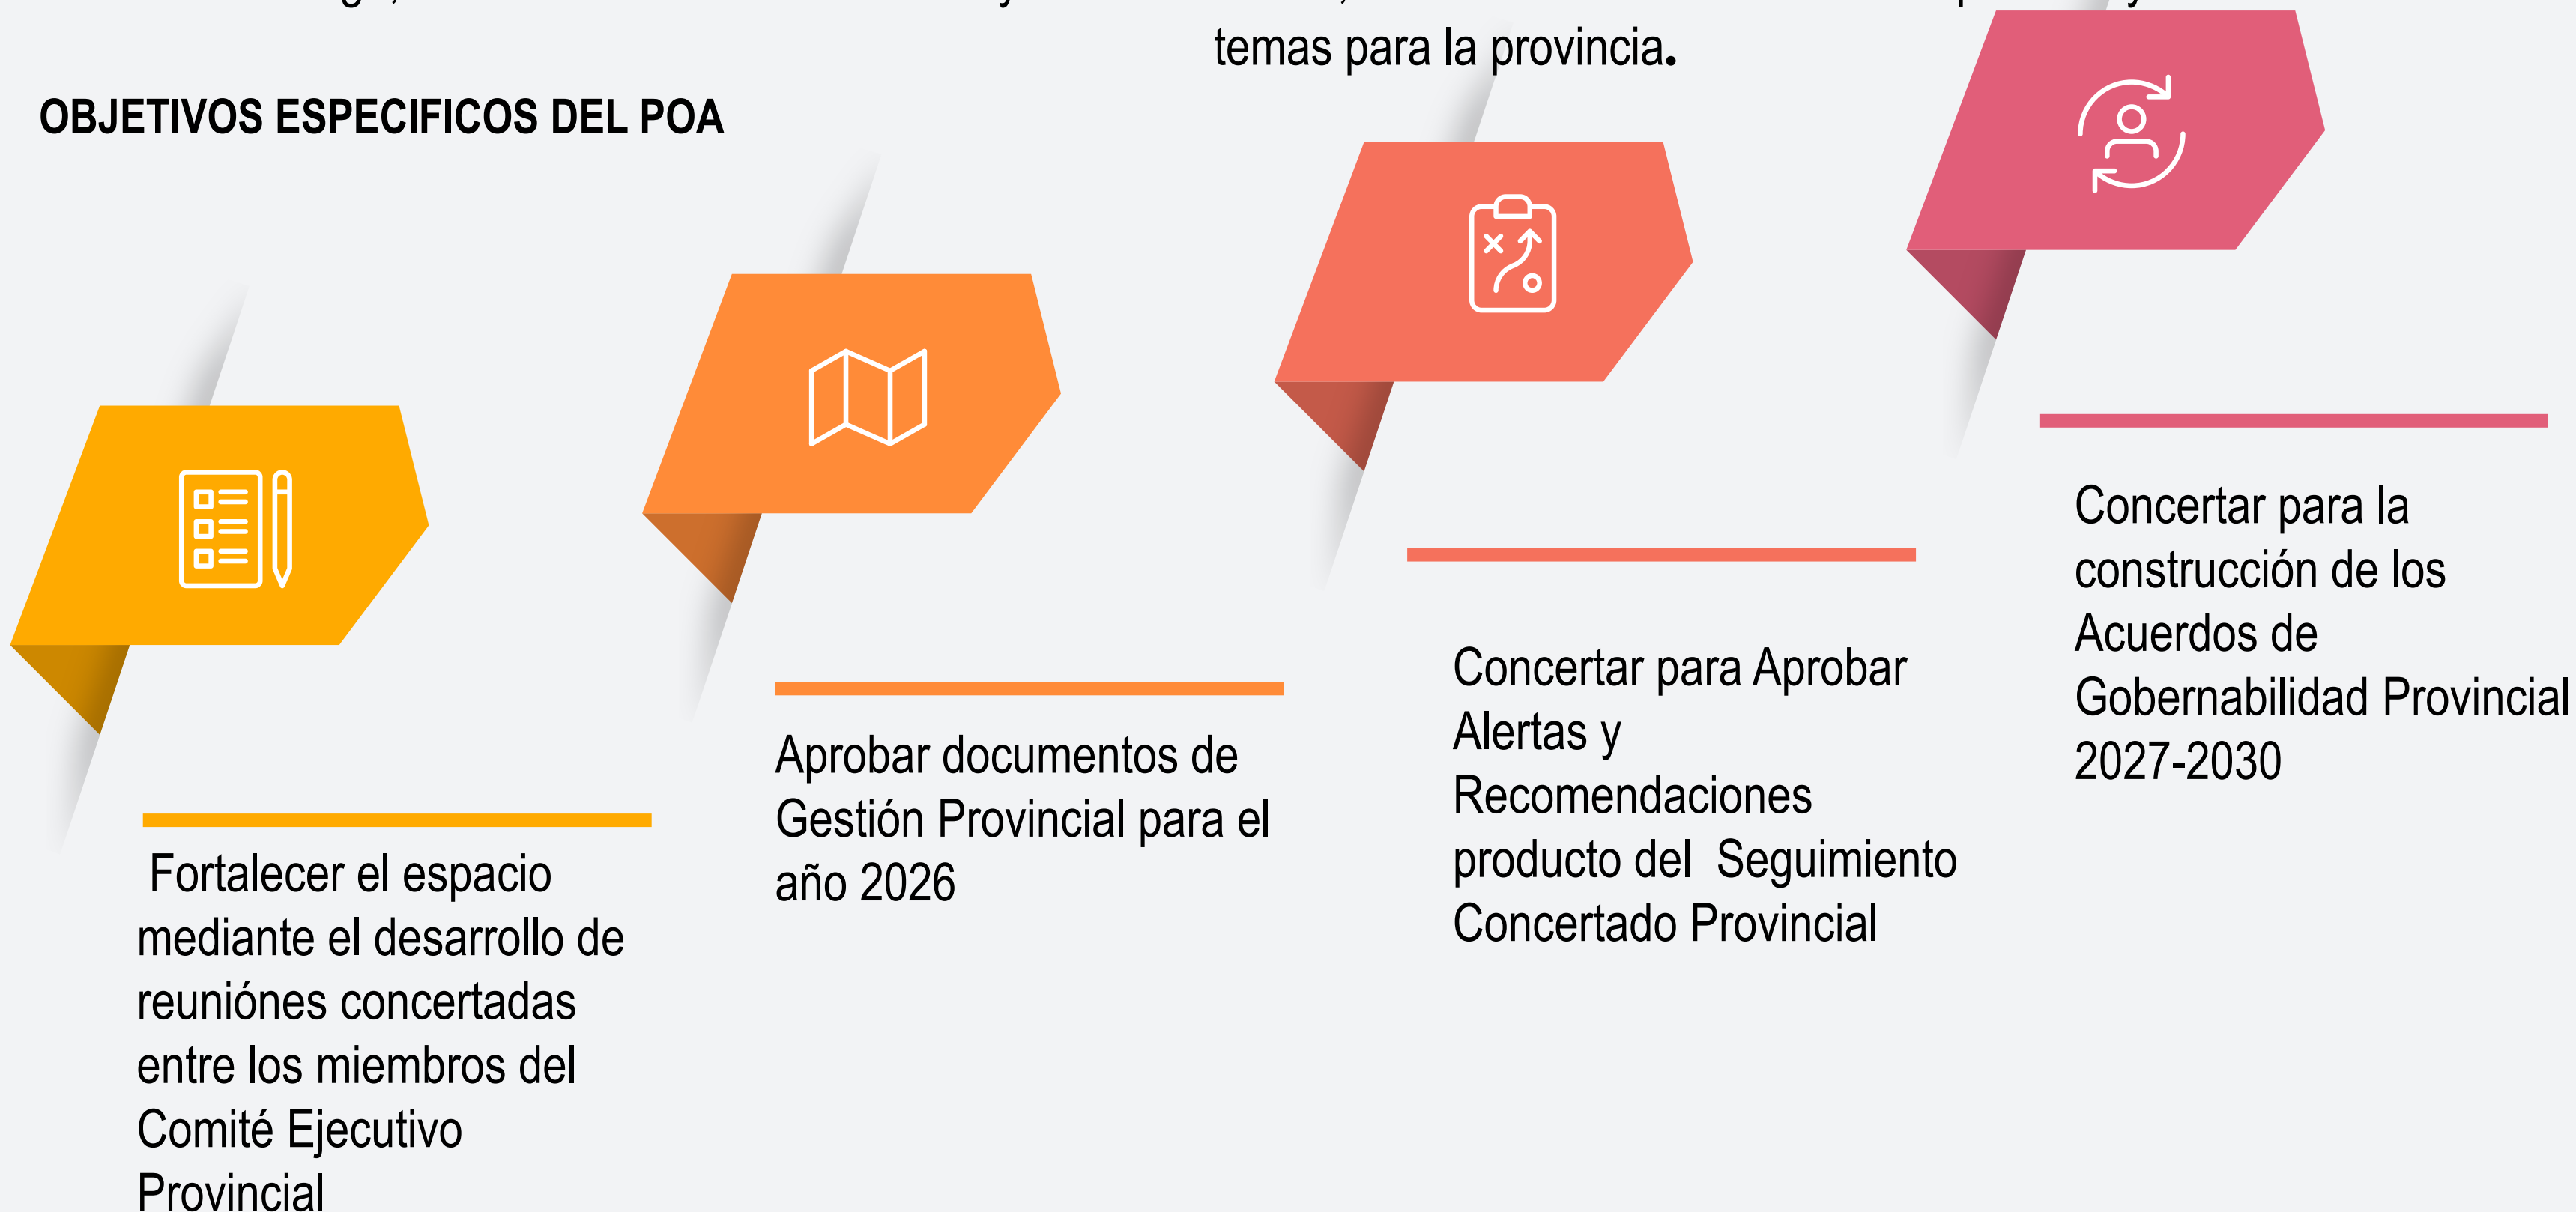 temas para la provincia.
OBJETIVOS ESPECIFICOS DEL POA
Fortalecer el espacio
mediante el desarrollo de
reuniónes concertadas
entre los miembros del
Comité Ejecutivo
Provincial
Aprobar documentos de
Gestión Provincial para el
año 2026
Concertar para Aprobar
Alertas y
Recomendaciones
producto del  Seguimiento
Concertado Provincial
Concertar para la
construcción de los
Acuerdos de
Gobernabilidad Provincial
2027-2030